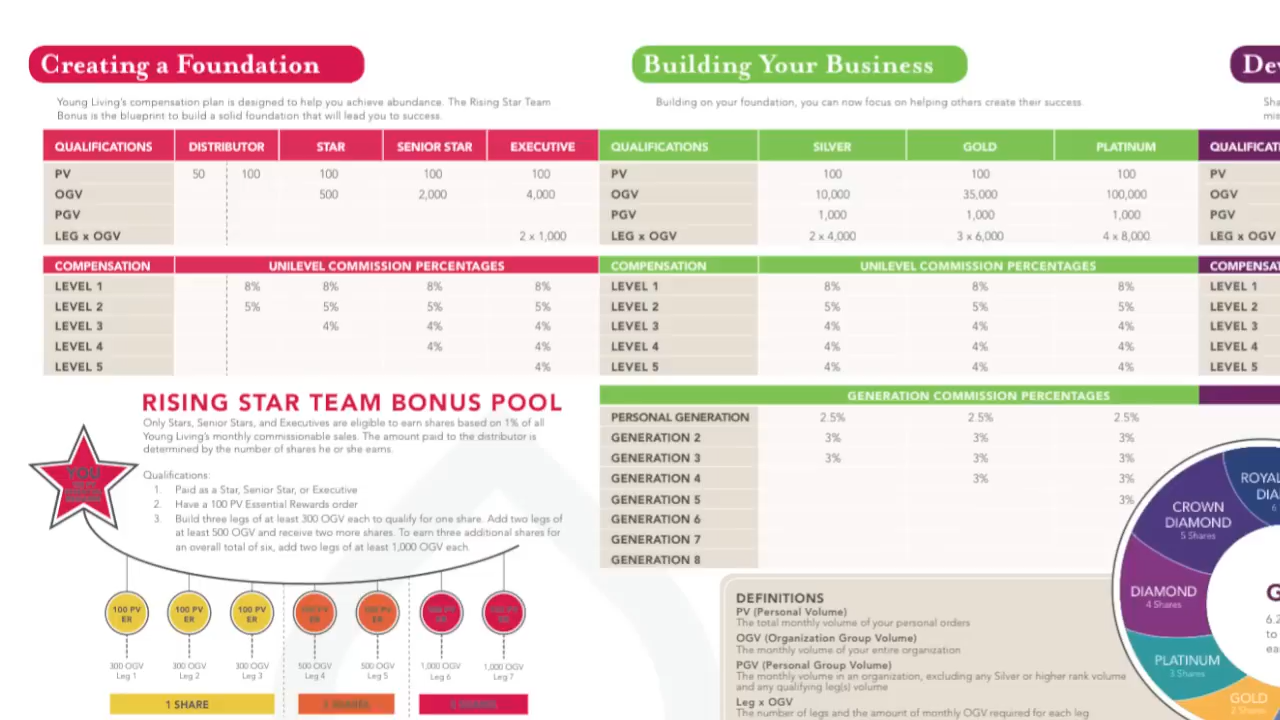 Creating a Foundation
Young Living's compensation plan is designed to help you achieve abundance. The Rising Star Team
Bonus is the blueprint to build a solid foundation that will lead you to success.
QUALIFICATIONS DISTRIBUTOR STAR SENIOR STAR EXECUTIVE
PV 50 100 100 100 100
OGV 500 2,000 4,000
PGV
LEG x OGV 2 x 1,000
COMPENSATION UNILEVEL COMMISSION PERCENTAGES
LEVEL 1 8% 8% 8% 8%
LEVEL 2 5% 5% 5% 5%
LEVEL 3 4% 4% 4%
LEVEL 4 4% 4%
LEVEL 5 4%
RISING STAR TEAM BONUS POOL
Only Stars, Senior Stars, and Executives are eligible to earn shares based on 1% of all
Young Living's monthly commissionable sales. The amount paid to the distributor is
determined by the number of shares he or she earns.
YOU
Qualifications:
1. Paid as a Star, Senior Star, or Executive
2. Have a 100 PV Essential Rewards order
3. Build three legs of at least 300 OGV each to qualify for one share. Add two legs of
at least 500 OGV and receive two more shares. To earn three additional shares for
an overall total of six, add two legs of at least 1,000 OGV each.
100 PV 100 PV 100 PV
ER ER ER ER ER
300 OGV 300 OGV 300 OGV 500 OGV 500 OGV 1,000 OGV 1,000 OGV
Leg 1 Leg 2 Leg 3 Leg 4 Leg 5 Leg 6 Leg 7
1 SHARE
Building Your Business
Building on your foundation, you can now focus on helping others create their success
QUALIFICATIONS SILVER GOLD PLATINUM
PV 100 100 100
OGV 10,000 35,000 100,000
PGV 1,000 1,000 1,000
LEG x OGV 2 x 4,000 3 x 6,000 4 x 8,000
COMPENSATION UNILEVEL COMMISSION PERCENTAGES
LEVEL 1 8% 8% 8%
LEVEL 2 5% 5% 5%
LEVEL 3 4% 4% 4%
LEVEL 4 4% 4% 4%
LEVEL 5 4% 4% 4%
GENERATION COMMISSION PERCENTAGES
PERSONAL GENERATION 2.5% 2.5% 2.5%
GENERATION 2 3% 3% 3%
GENERATION 3 3% 3% 3%
GENERATION 4 3% 3%
GENERATION 5 3%
GENERATION 6
GENERATION 7
GENERATION 8
DEFINITIONS
PV (Personal Volume)
The total monthly volume of your personal orders
OGV (Organization Group Volume)
The monthly volume of your entire organization
PGV (Personal Group Volume)
The monthly volume in an organization, excluding any Silver or higher rank volume
and any qualifying leg(s) volume
Leg x OGV
The number of legs and the amount of monthly OGV required for each leg
De
QUALIFICATI
PV
OGV
PGV
LEG x OGV
COMPENSA
LEVEL 1
LEVEL 2
LEVEL 3
LEVEL 4
LEVEL 5
ROYA
DIA
CROWN
DIAMOND
5 Shares
DIAMOND
4 Shares
PLATINUM
3 Shares
GOLD
2 Shares
G
6.2
to
ea